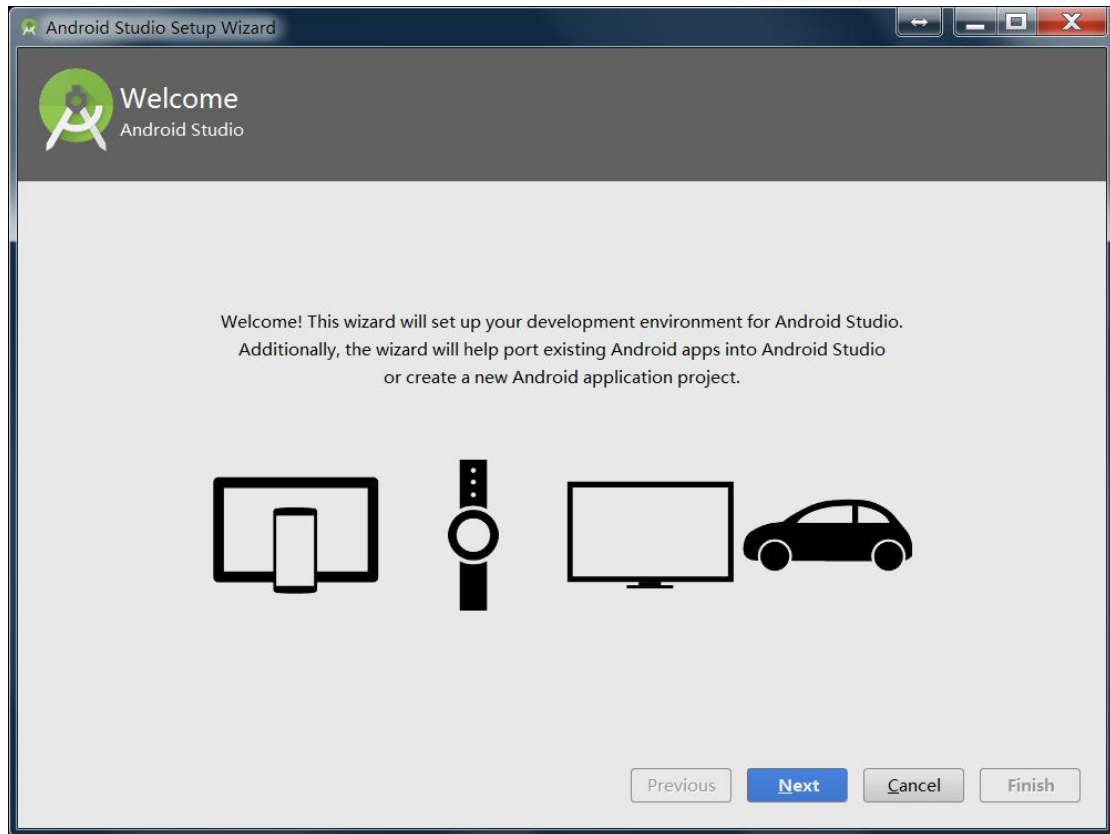 Android Studio Setup Wizard
Welcome
Android Studio
Welcome! This wizard will set up your development environment for Android Studio.
Additionally, the wizard will help port existing Android apps into Android Studio
or create a new Android application project.
Previous
Next
Cancel
Finish